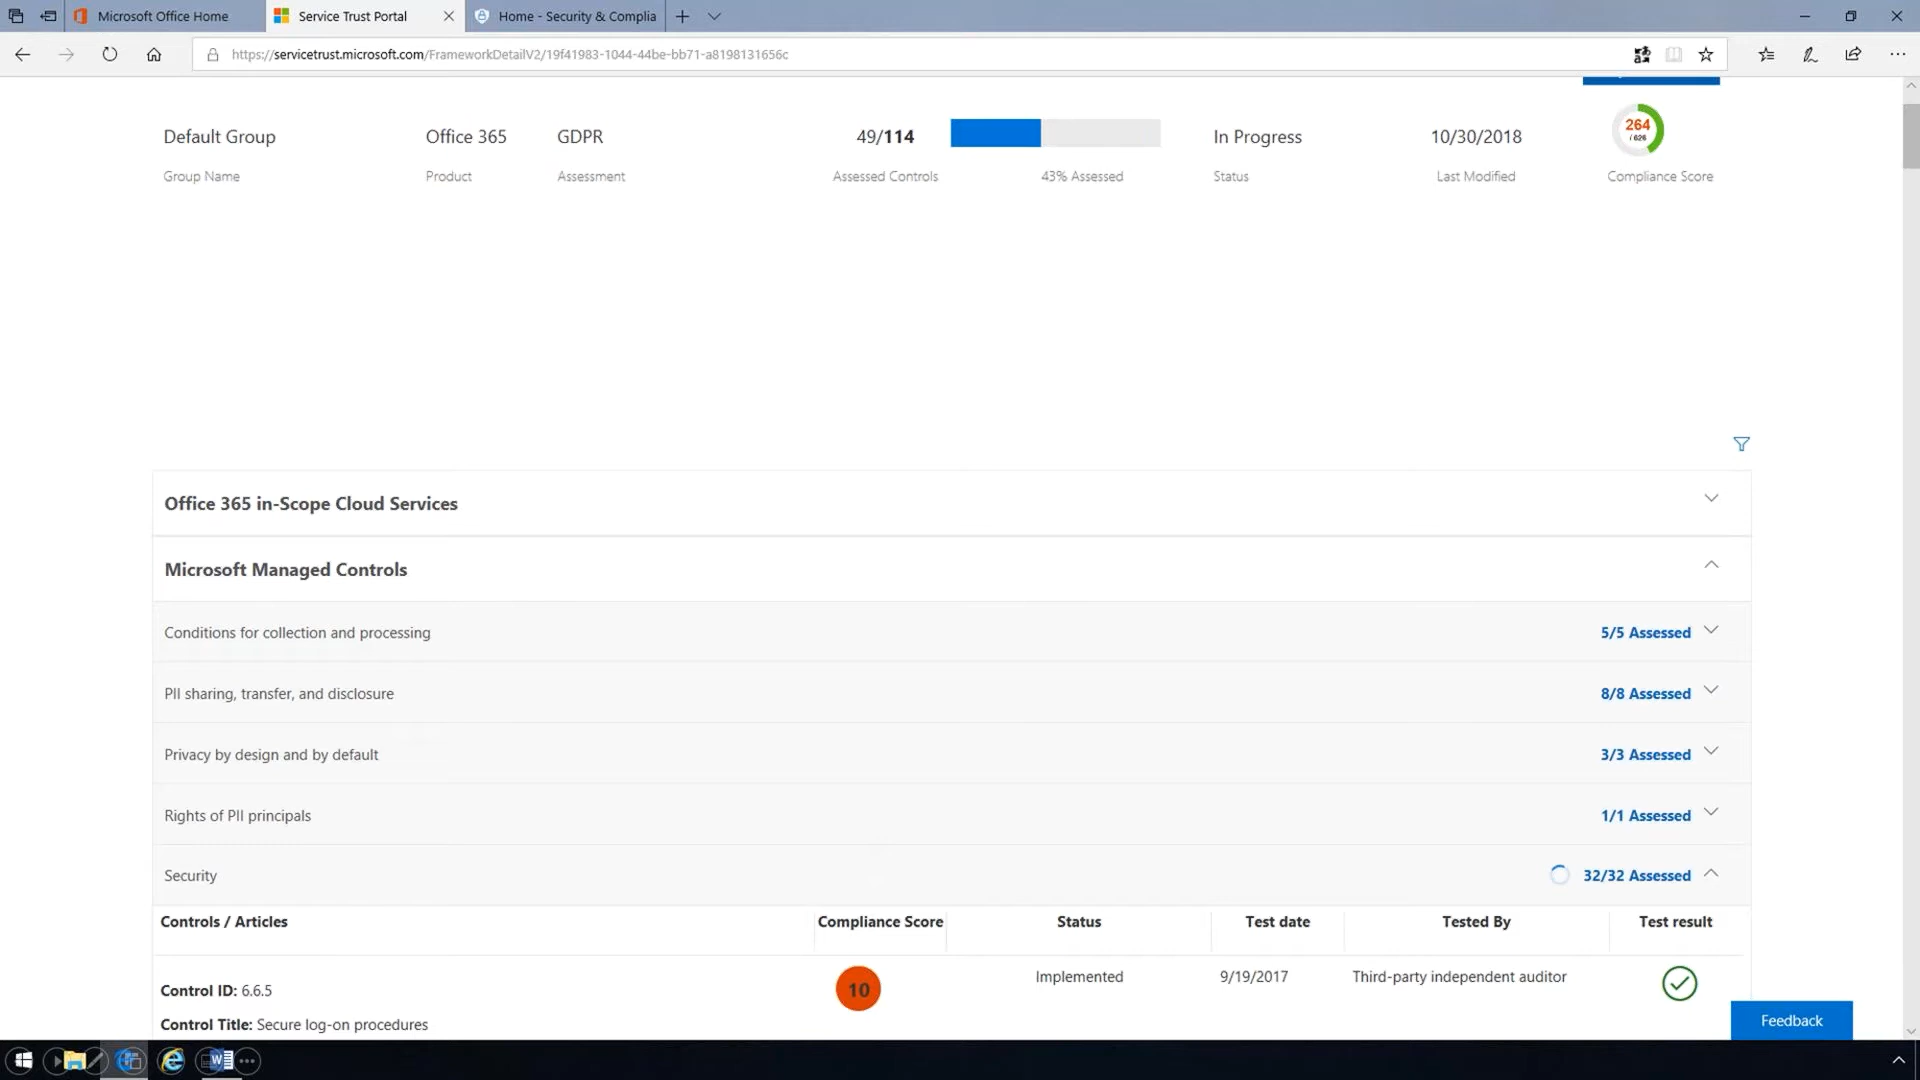 Microsoft Office Home
Service Trust Portal
Home - Security & Complia
https://servicetrust.microsoft.com/FrameworkDetailV2/19f41983-1044-44be-bb71-a8198131656c
Default Group Office 365 GDPR 49/114 In Progress 10/30/2018 264 /626
Group Name Product Assessment Assessed Controls 43% Assessed Status Last Modified Compliance Score
Office 365 in-Scope Cloud Services
Microsoft Managed Controls
Conditions for collection and processing 5/5 Assessed
PII sharing, transfer, and disclosure 8/8 Assessed
Privacy by design and by default 3/3 Assessed
Rights of PII principals 1/1 Assessed
Security 32/32 Assessed
Controls / Articles Compliance Score Status Test date Tested By Test result
Control ID: 6.6.5 10 Implemented 9/19/2017 Third-party independent auditor
Control Title: Secure log-on procedures
Feedback